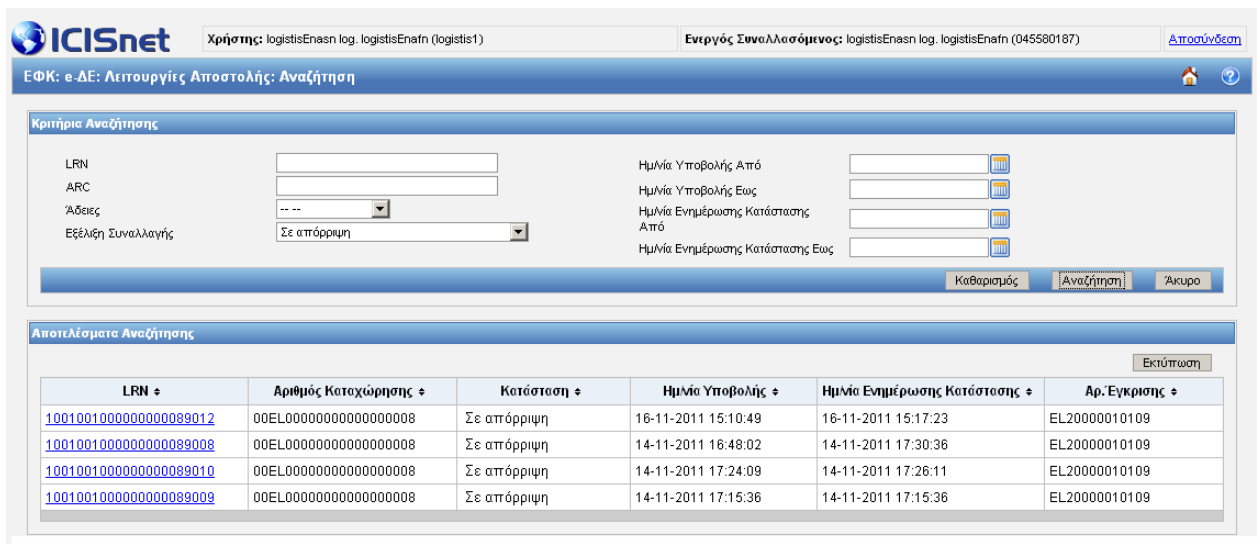 ICISnet
Χρήστης: logistisEnasn log. logistisEnafn (logistis1)
Ενεργός Συναλλασόμενος: logistisEnasn log. logistisEnafn (045580187)
Αποσύνδεση
ΕΦΚ: e-ΔΕ: Λειτουργίες Αποστολής: Αναζήτηση
Κριτήρια Αναζήτησης
LRN
Ημ/νία Υποβολής Από
ARC
Ημ/νία Υποβολής Εως
Άδειες
-- --
Ημ/νία Ενημέρωσης Κατάστασης
Από
Εξέλιξη Συναλλαγής
Σε απόρριψη
Ημ/νία Ενημέρωσης Κατάστασης Εως
Καθαρισμός Αναζήτηση Άκυρο
Αποτελέσματα Αναζήτησης
Εκτύπωση
LRN Αριθμός Καταχώρησης Κατάσταση Ημ/νία Υποβολής Ημ/νία Ενημέρωσης Κατάστασης Αρ.Έγκρισης
1001001000000000089012 00EL00000000000000008 Σε απόρριψη 16-11-2011 15:10:49 16-11-2011 15:17:23 EL20000010109
1001001000000000089008 00EL00000000000000008 Σε απόρριψη 14-11-2011 16:48:02 14-11-2011 17:30:36 EL20000010109
1001001000000000089010 00EL00000000000000008 Σε απόρριψη 14-11-2011 17:24:09 14-11-2011 17:26:11 EL20000010109
1001001000000000089009 00EL00000000000000008 Σε απόρριψη 14-11-2011 17:15:36 14-11-2011 17:15:36 EL20000010109